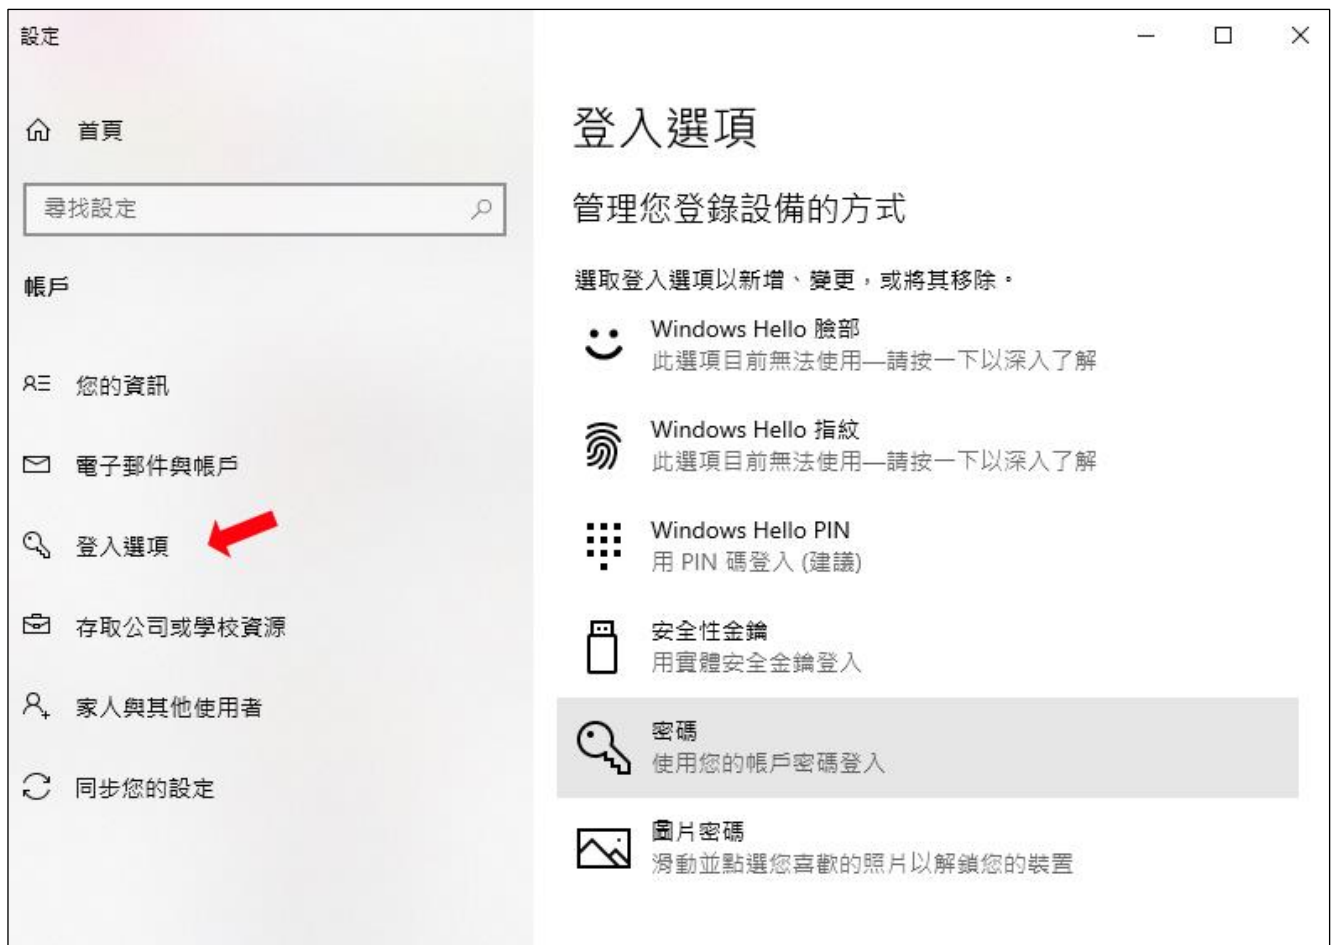 設定
首頁
尋找設定
帳戶
您的資訊
電子郵件與帳戶
登入選項
存取公司或學校資源
家人與其他使用者
同步您的設定
登入選項
管理您登錄設備的方式
選取登入選項以新增、變更，或將其移除。
Windows Hello 臉部
此選項目前無法使用—請按一下以深入了解
Windows Hello 指紋
此選項目前無法使用—請按一下以深入了解
Windows Hello PIN
用 PIN 碼登入 (建議)
安全性金鑰
用實體安全金鑰登入
密碼
使用您的帳戶密碼登入
圖片密碼
滑動並點選您喜歡的照片以解鎖您的裝置